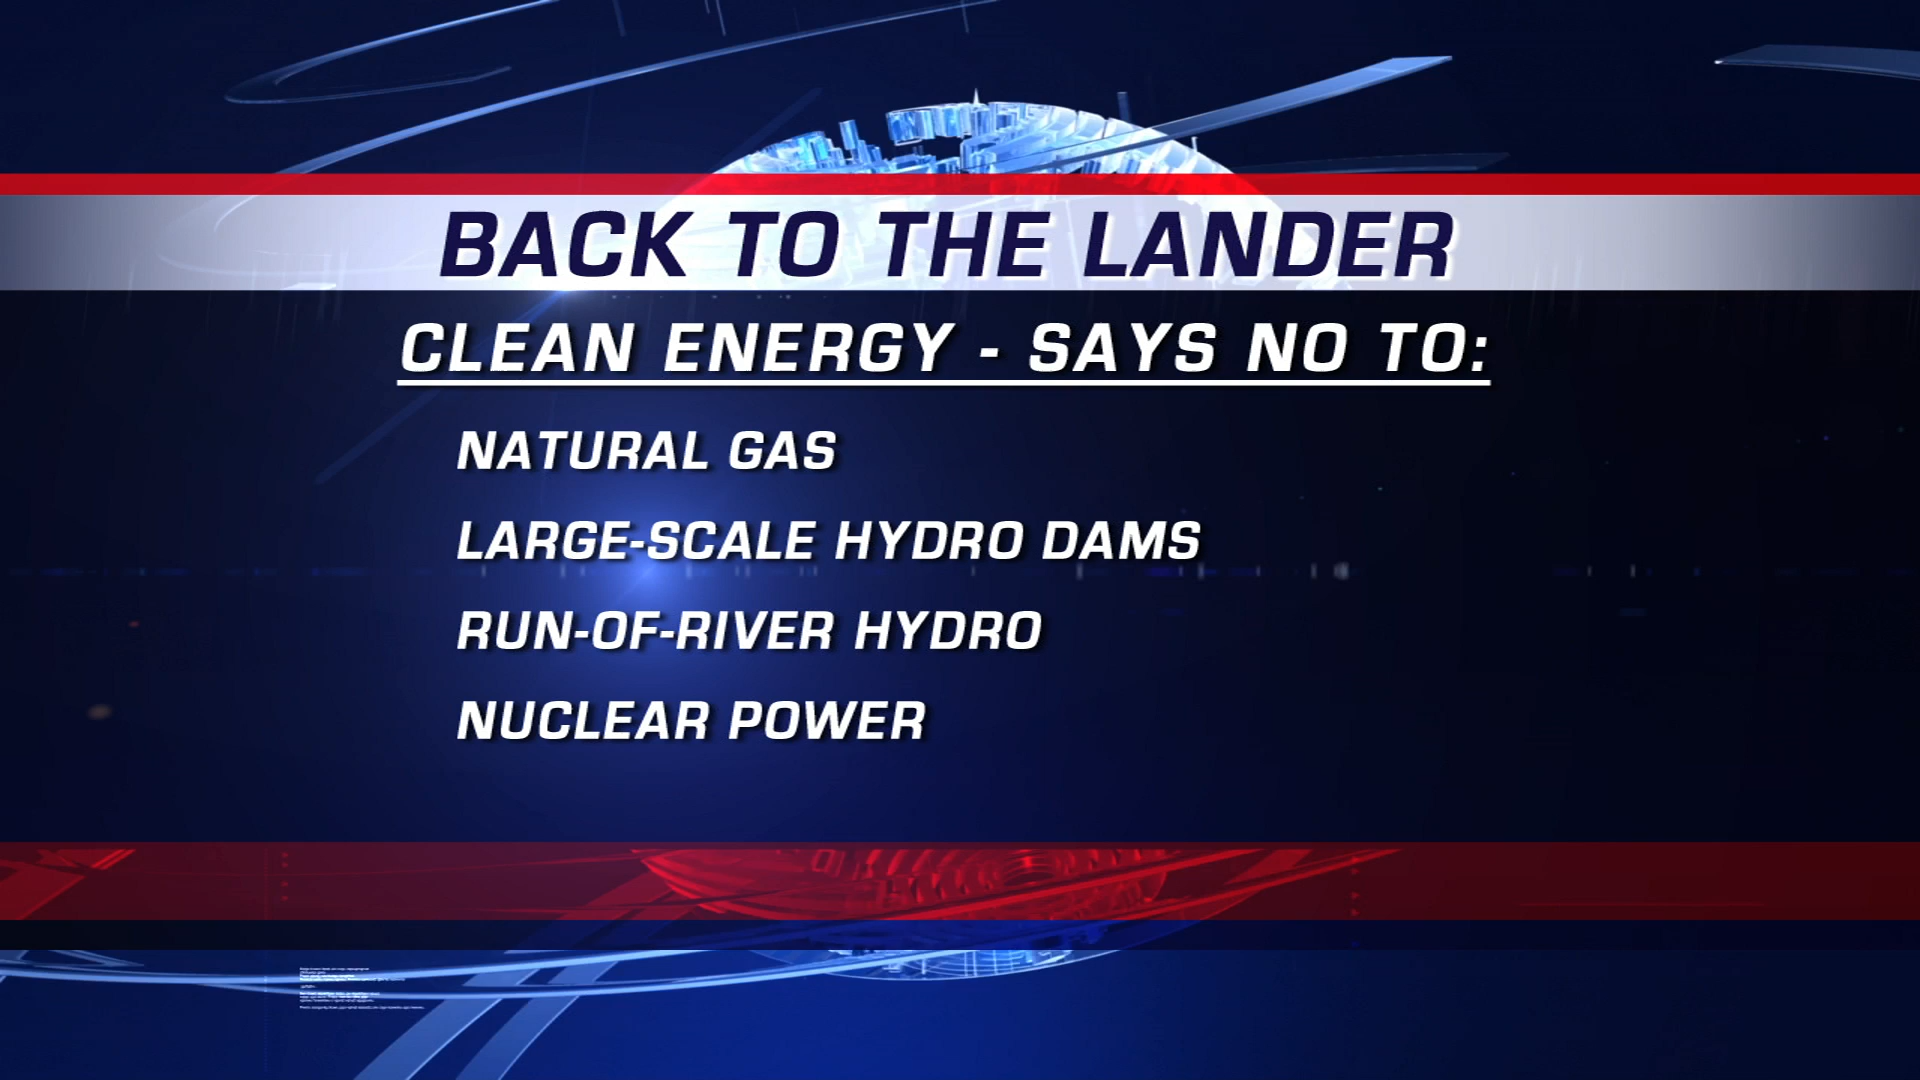 BACK TO THE LANDER
CLEAN ENERGY - SAYS NO TO:
NATURAL GAS
LARGE-SCALE HYDRO DAMS
RUN-OF-RIVER HYDRO
NUCLEAR POWER